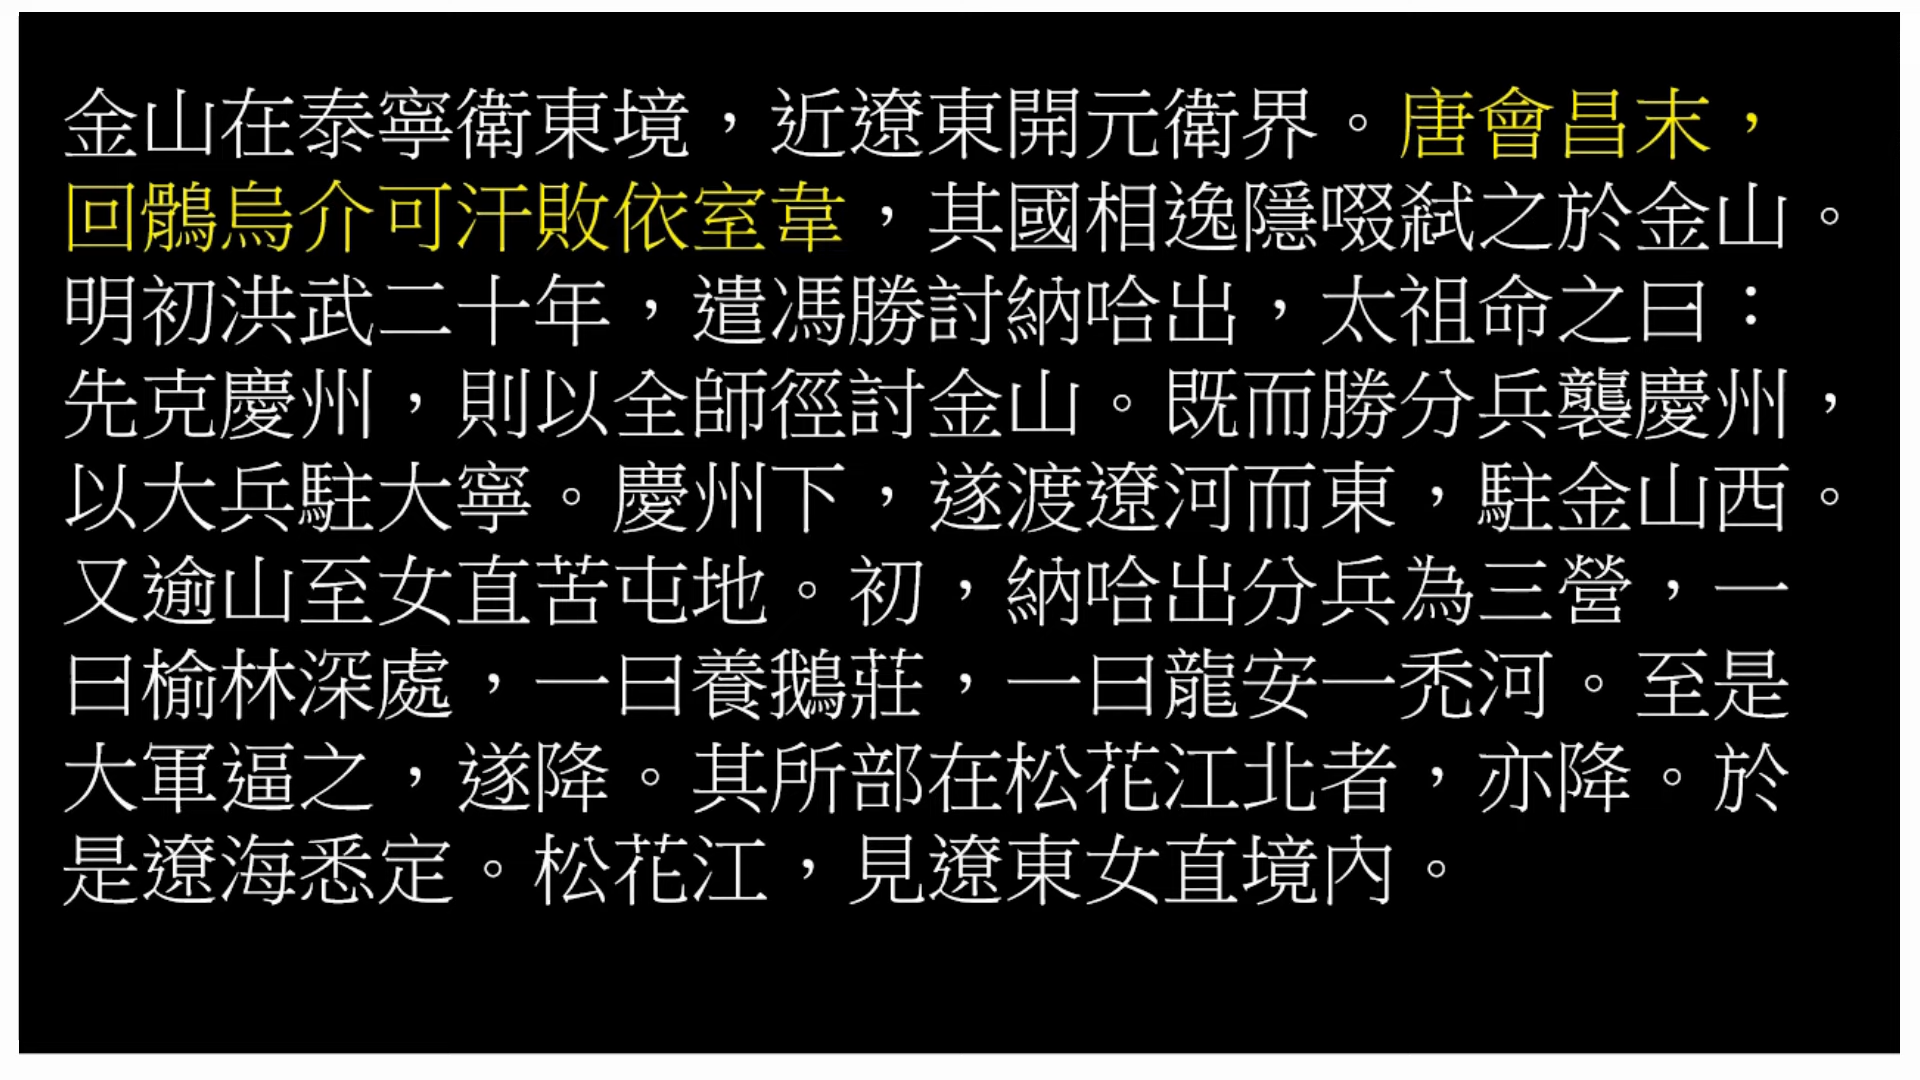 金山在泰寧衛東境，近遼東開元衛界。唐會昌末，
回鶻烏介可汗敗依室韋，其國相逸隱啜弒之於金山。
明初洪武二十年，遣馮勝討納哈出，太祖命之曰：
先克慶州，則以全師徑討金山。既而勝分兵襲慶州，
以大兵駐大寧。慶州下，遂渡遼河而東，駐金山西。
又逾山至女直苦屯地。初，納哈出分兵為三營，一
曰榆林深處，一曰養鵝莊，一曰龍安一禿河。至是
大軍逼之，遂降。其所部在松花江北者，亦降。於
是遼海悉定。松花江，見遼東女直境內。